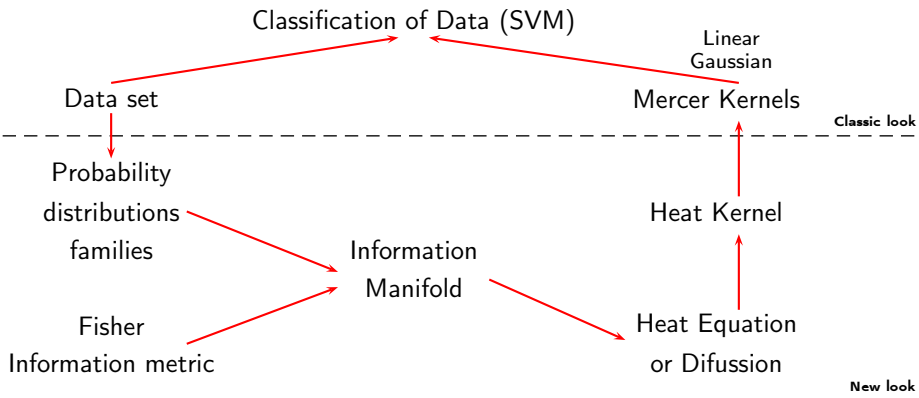 Classification of Data (SVM)
Linear
Gaussian
Data set
Mercer Kernels
Classic look
Probability
distributions
families
Heat Kernel
Information
Manifold
Fisher
Information metric
Heat Equation
or Difussion
New look